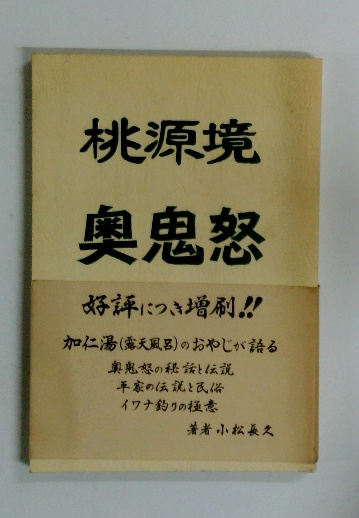 桃源境
奥鬼怒
好評につき増刷!!
加仁湯(露天風呂)のおやじが語る
奥鬼怒の秘話と伝説
平家の伝説と民俗
イワナ釣りの極意
著者 小松長久